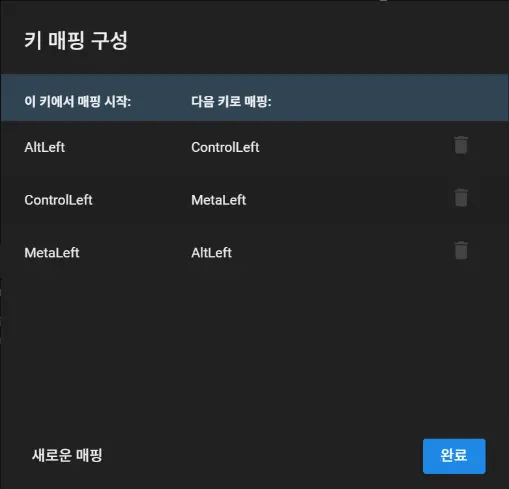 키 매핑 구성
이 키에서 매핑 시작: 다음 키로 매핑:
AltLeft ControlLeft
ControlLeft MetaLeft
MetaLeft AltLeft
새로운 매핑 완료